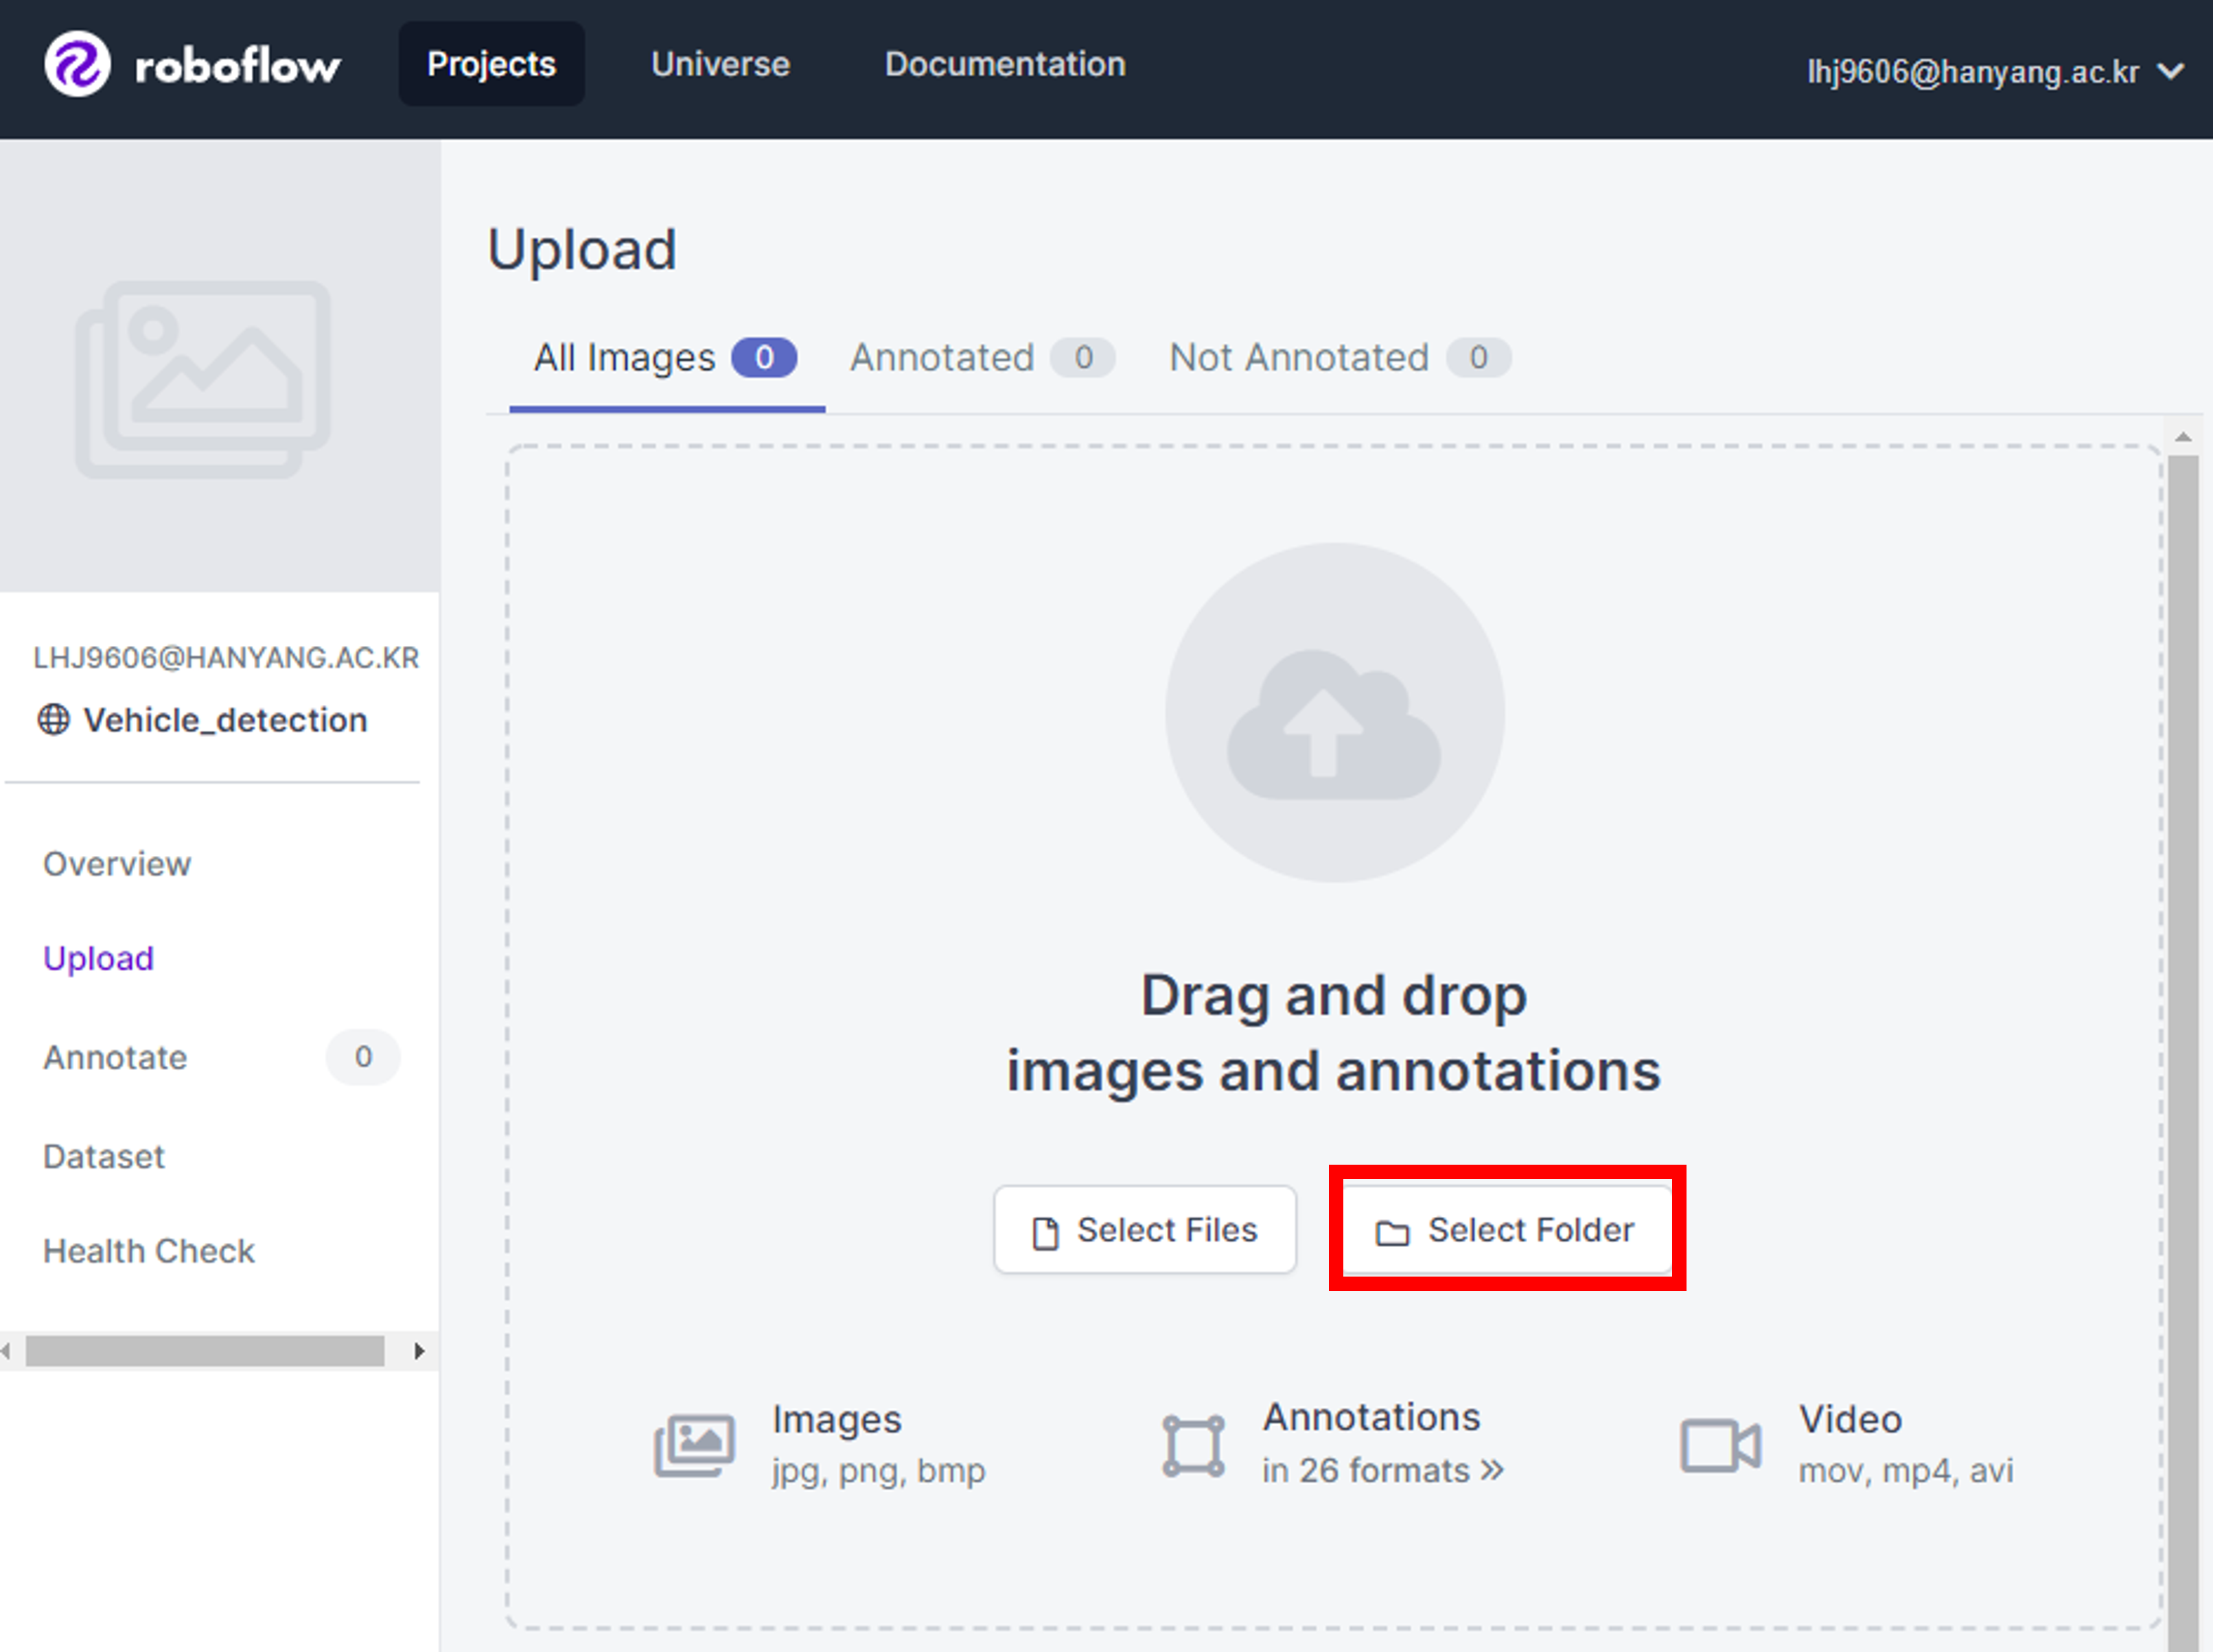 roboflow Projects Universe Documentation lhj9606@hanyang.ac.kr
LHJ9606@HANYANG.AC.KR
Vehicle_detection
Overview
Upload
Annotate 0
Dataset
Health Check
Upload
All Images 0 Annotated 0 Not Annotated 0
Drag and drop
images and annotations
Select Files Select Folder
Images
jpg, png, bmp
Annotations
in 26 formats »
Video
mov, mp4, avi